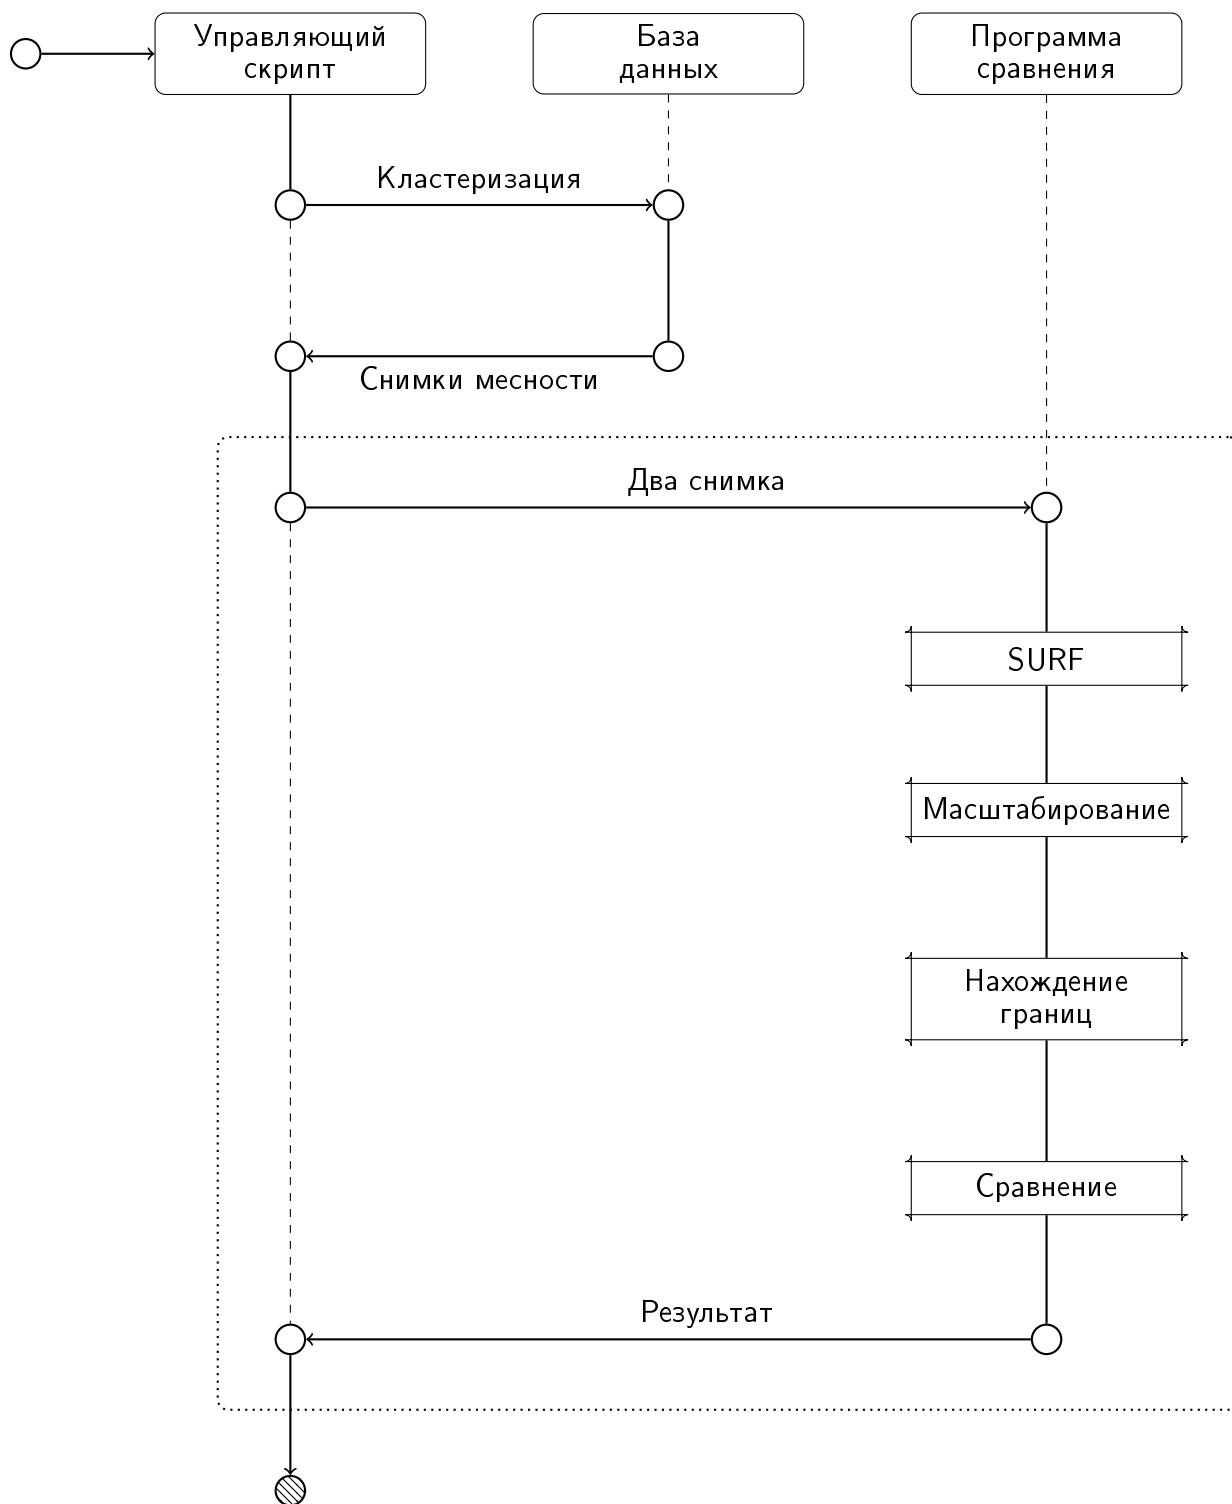 Управляющий
скрипт
База
данных
Программа
сравнения
Кластеризация
Снимки месности
Два снимка
SURF
Масштабирование
Нахождение
границ
Сравнение
Результат